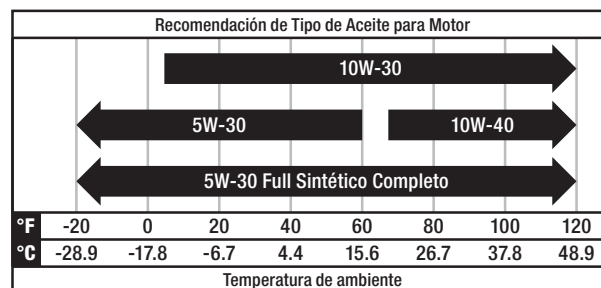 Recomendación de Tipo de Aceite para Motor
10W-30
5W-30 10W-40
5W-30 Full Sintético Completo
°F -20 0 20 40 60 80 100 120
°C -28.9 -17.8 -6.7 4.4 15.6 26.7 37.8 48.9
Temperatura de ambiente